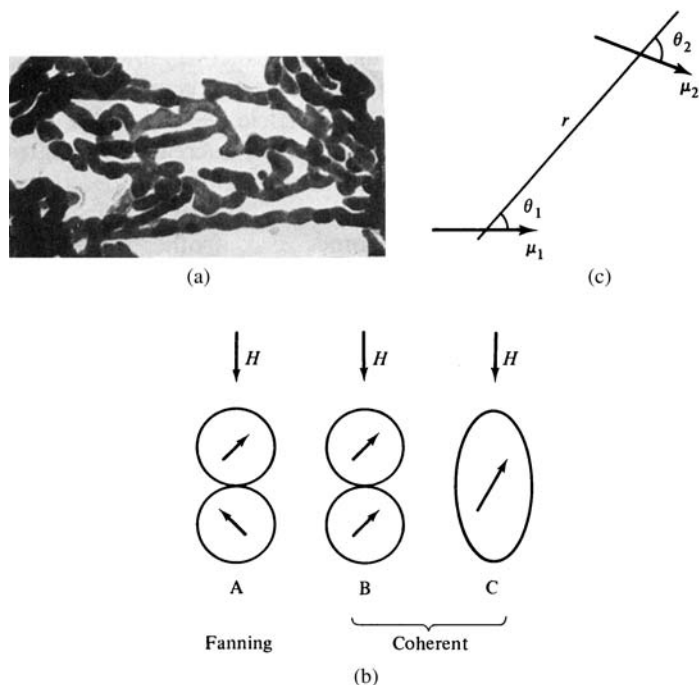 θ₂
μ₂
r
θ₁
μ₁
(a)
(c)
H H H
A B C
Fanning Coherent
(b)